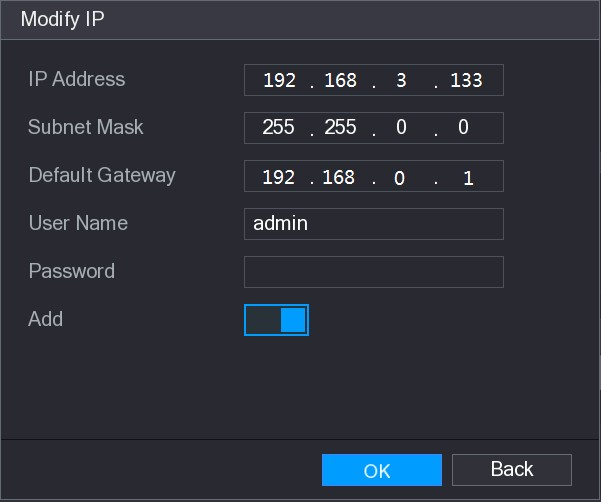 Modify IP
IP Address 192 . 168 . 3 . 133
Subnet Mask 255 . 255 . 0 . 0
Default Gateway 192 . 168 . 0 . 1
User Name admin
Password
Add
OK Back